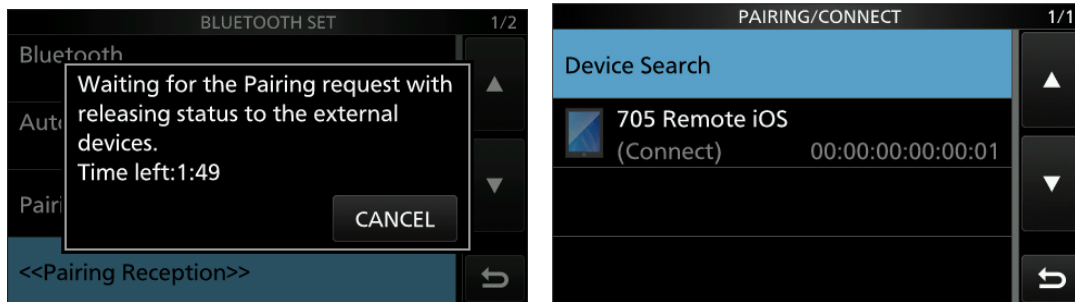 BLUETOOTH SET 1/2
Bluetooth
Waiting for the Pairing request with
releasing status to the external
devices.
Time left:1:49
Auto
Pairi
CANCEL
<<Pairing Reception>>
PAIRING/CONNECT 1/1
Device Search
705 Remote iOS
(Connect) 00:00:00:00:00:01